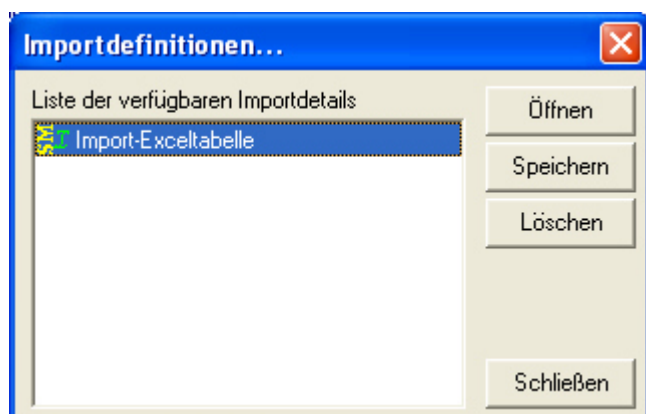 Importdefinitionen...
Liste der verfügbaren Importdetails
Öffnen
Import-Exceltabelle
Speichern
Löschen
Schließen